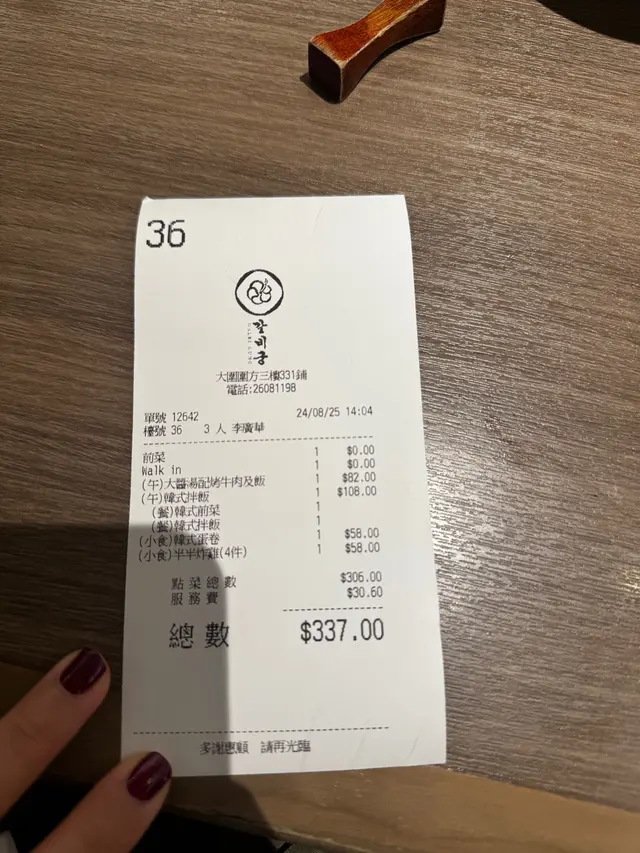 36
갈비궁
大圍圍方三樓331鋪
電話:26081198
單號 12642 24/08/25 14:04
檯號 36 3 人 李廣華
前菜 1 $0.00
Walk in 1 $0.00
(午)大醬湯配烤牛肉及飯 1 $82.00
(午)韓式拌飯 1 $108.00
(餐)韓式前菜 1
(餐)韓式拌飯 1
(小食)韓式蛋卷 1 $58.00
(小食)半半炸雞(4件) 1 $58.00
點菜總數 $306.00
服務費 $30.60
總數 $337.00
多謝惠顧 請再光臨